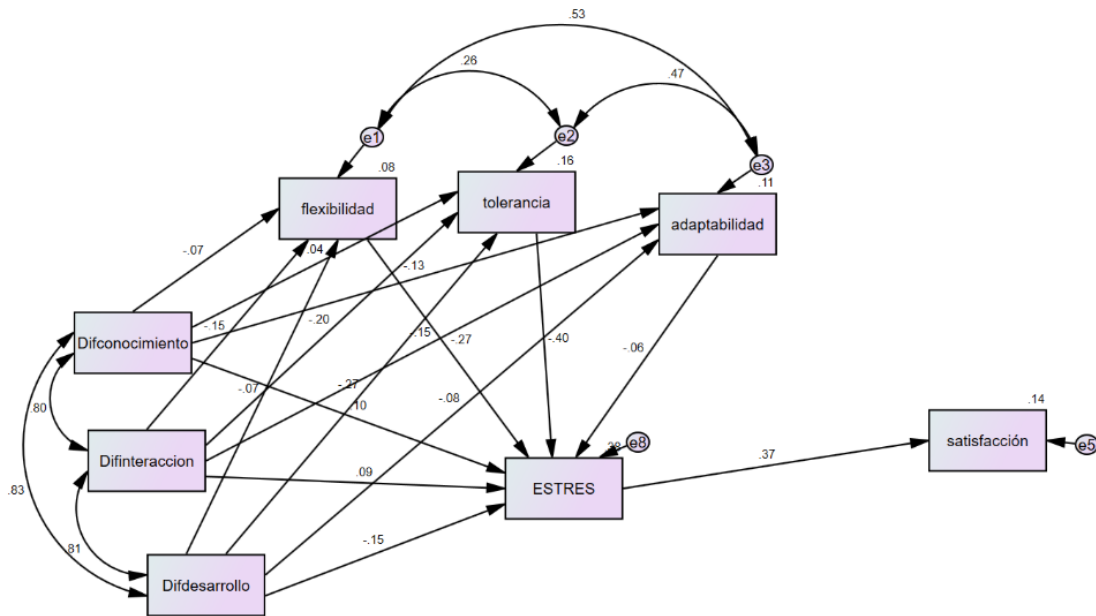 .53
.26
.47
e1
e2
e3
.08
.16
.11
flexibilidad
tolerancia
adaptabilidad
-.07
.04
-.13
-.15
-.20
-.15
-.27
-.40
-.06
Difconocimiento
-.07
-.27
-.08
.10
.80
.14
e8
satisfacción
e5
Difinteraccion
.37
.09
ESTRES
.83
.81
-.15
Difdesarrollo